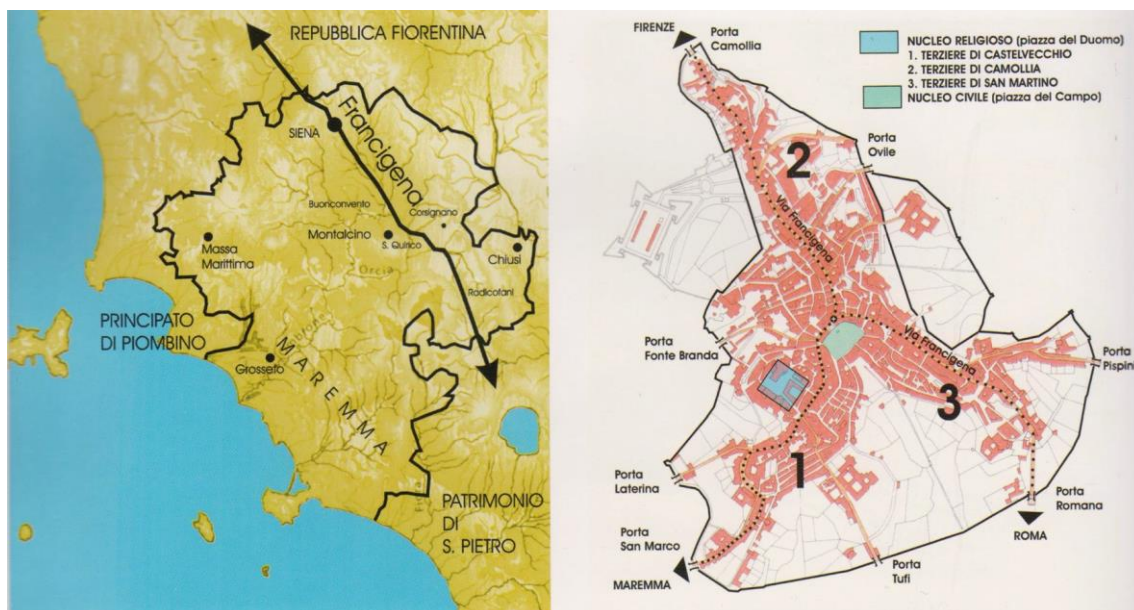 REPUBBLICA FIORENTINA
SIENA
Francigena
Buonconvento
Corsignano
Montalcino
S. Quirico
Massa
Marittima
Chiusi
Orcia
Radicofani
PRINCIPATO
DI PIOMBINO
MAREMMA
Grosseto
PATRIMONIO
DI
S. PIETRO
FIRENZE
Porta
Camollia
NUCLEO RELIGIOSO (piazza del Duomo)
1. TERZIERE DI CASTELVECCHIO
2. TERZIERE DI CAMOLLIA
3. TERZIERE DI SAN MARTINO
NUCLEO CIVILE (piazza del Campo)
2
Porta
Ovile
Via Francigena
Porta
Fonte Branda
Via Francigena
Porta
Pispini
3
1
Porta
Laterina
Porta
Romana
ROMA
Porta
San Marco
Porta
Tufi
MAREMMA